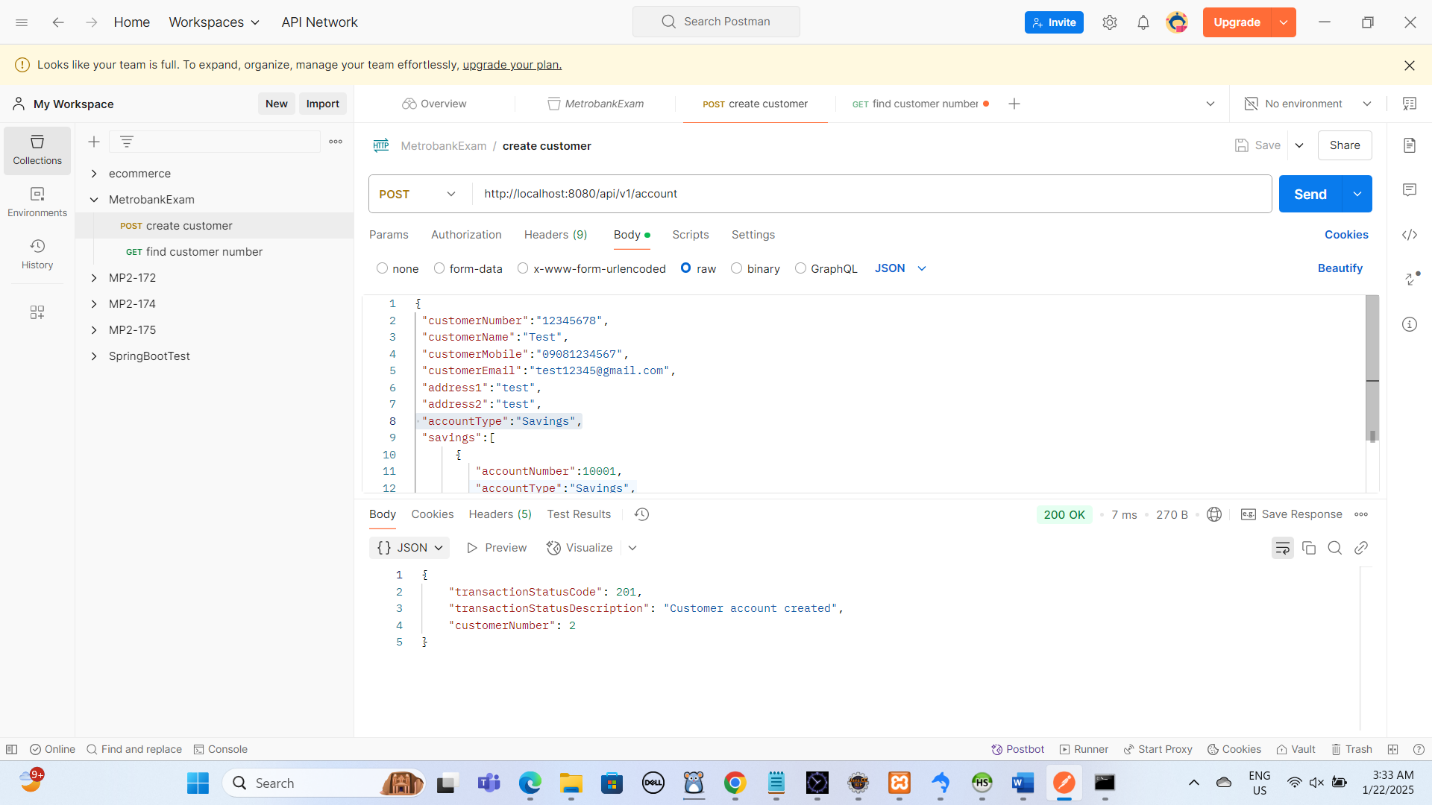 Home
Workspaces
API Network
Search Postman
Invite
Upgrade
Looks like your team is full. To expand, organize, manage your team effortlessly, upgrade your plan.
My Workspace
New
Import
Overview
MetrobankExam
POST create customer
GET find customer number
No environment
Collections
Environments
History
ecommerce
MetrobankExam
POST create customer
GET find customer number
MP2-172
MP2-174
MP2-175
SpringBootTest
HTTP
MetrobankExam / create customer
Save
Share
POST
http://localhost:8080/api/v1/account
Send
Params
Authorization
Headers (9)
Body
Scripts
Settings
Cookies
none
form-data
x-www-form-urlencoded
raw
binary
GraphQL
JSON
Beautify
1 {
2 "customerNumber":"12345678",
3 "customerName":"Test",
4 "customerMobile":"09081234567",
5 "customerEmail":"test12345@gmail.com",
6 "address1":"test",
7 "address2":"test",
8 "accountType":"Savings",
9 "savings":[
10 {
11 "accountNumber":10001,
12 "accountType":"Savings",
Body
Cookies
Headers (5)
Test Results
200 OK
7 ms
270 B
e.g.
Save Response
{} JSON
Preview
Visualize
1 {
2 "transactionStatusCode": 201,
3 "transactionStatusDescription": "Customer account created",
4 "customerNumber": 2
5 }
Online
Find and replace
Console
Postbot
Runner
Start Proxy
Cookies
Vault
Trash
9+
Search
DELL
HS
W
ENG
US
3:33 AM
1/22/2025